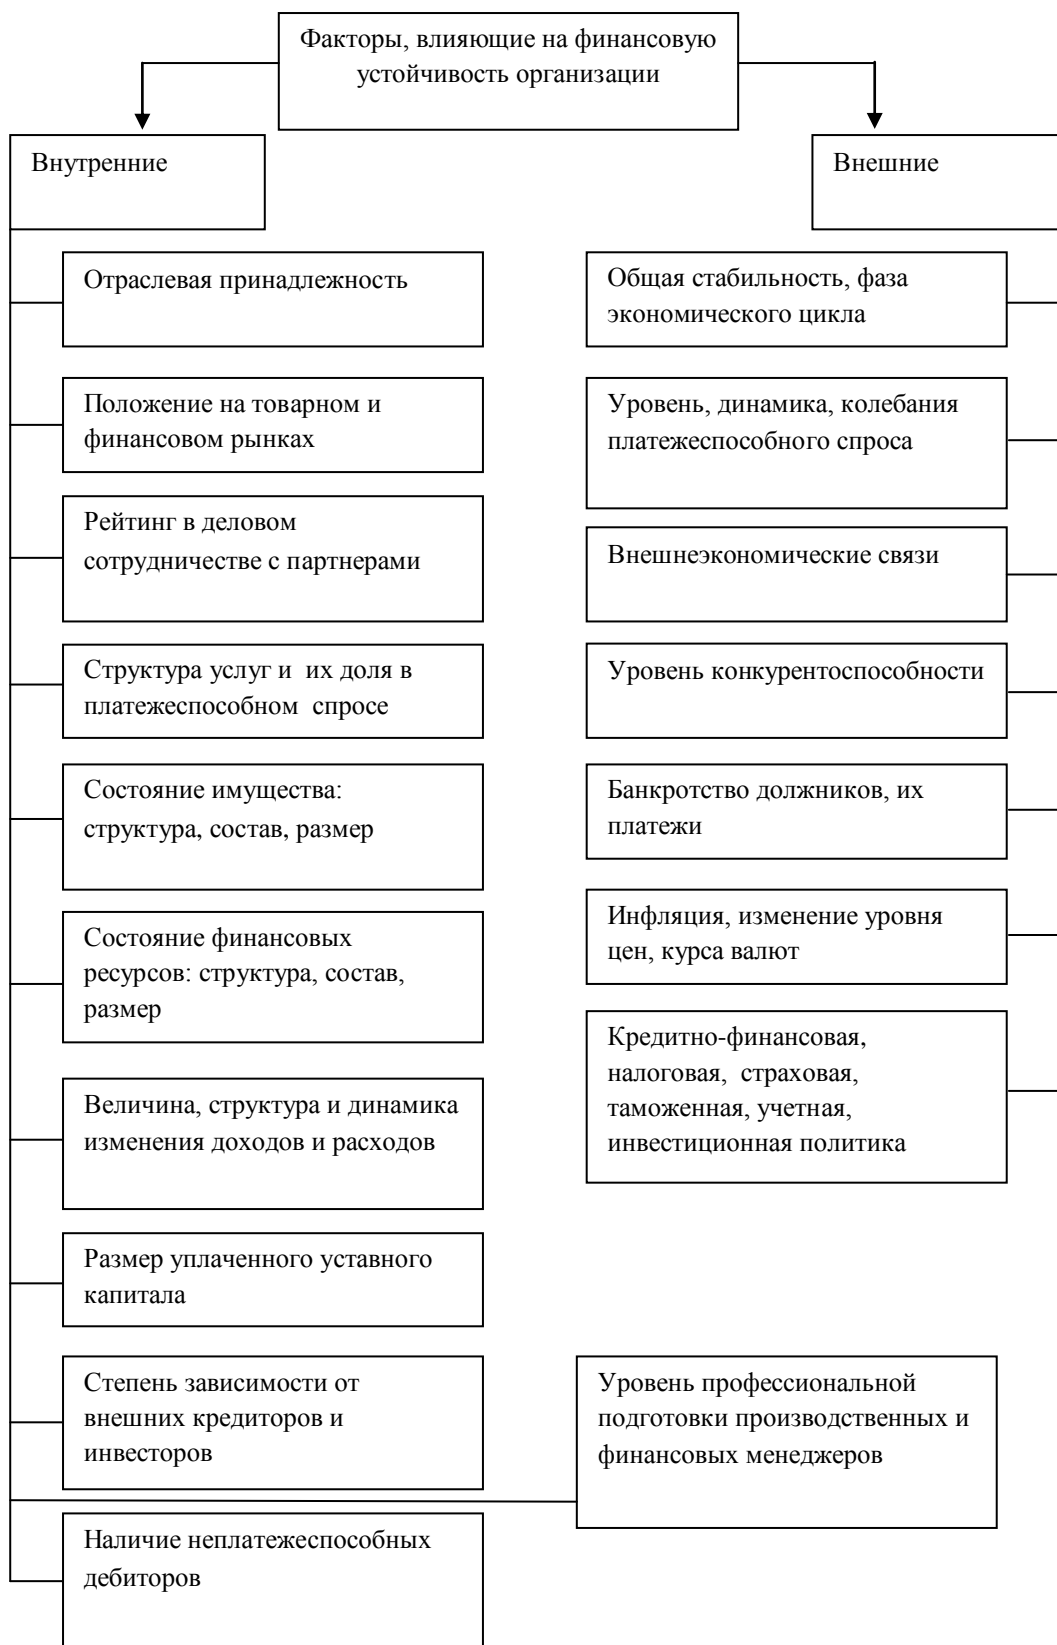 Факторы, влияющие на финансовую
устойчивость организации
Внутренние
Внешние
Отраслевая принадлежность
Общая стабильность, фаза
экономического цикла
Положение на товарном и
финансовом рынках
Уровень, динамика, колебания
платежеспособного спроса
Рейтинг в деловом
сотрудничестве с партнерами
Внешнеэкономические связи
Структура услуг и их доля в
платежеспособном спросе
Уровень конкурентоспособности
Состояние имущества:
структура, состав, размер
Банкротство должников, их
платежи
Состояние финансовых
ресурсов: структура, состав,
размер
Инфляция, изменение уровня
цен, курса валют
Кредитно-финансовая,
налоговая, страховая,
таможенная, учетная,
инвестиционная политика
Величина, структура и динамика
изменения доходов и расходов
Размер уплаченного уставного
капитала
Степень зависимости от
внешних кредиторов и
инвесторов
Уровень профессиональной
подготовки производственных и
финансовых менеджеров
Наличие неплатежеспособных
дебиторов